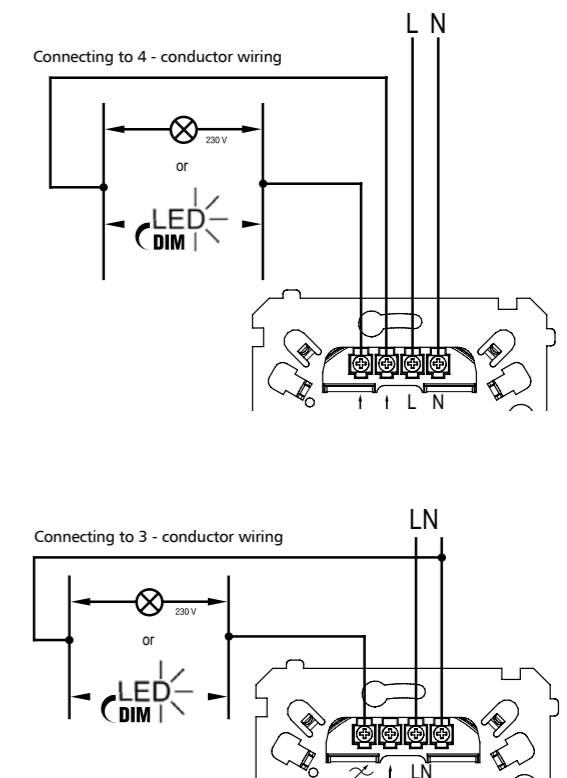 L N
Connecting to 4 - conductor wiring
230 V
or
LED
DIM
L N
LN
Connecting to 3 - conductor wiring
230 V
or
LED
DIM
LN